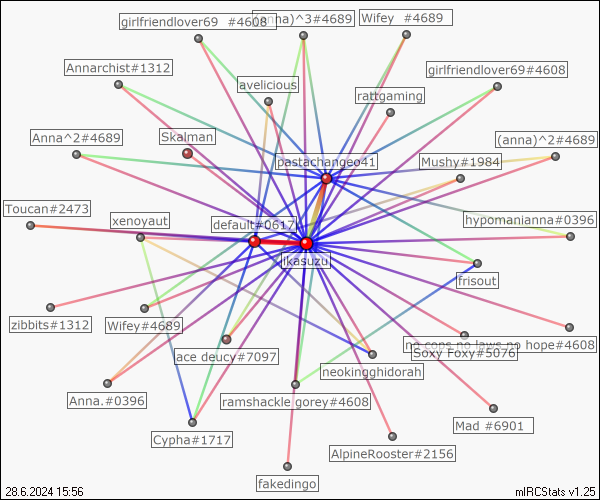 girlfriendlover69 #4608
(anna)^3#4689
Wifey #4689
Annarchist#1312
girlfriendlover69#4608
avelicious
rattgaming
Anna^2#4689
Skalman
(anna)^2#4689
pastachangeo41
Mushy#1984
Toucan#2473
xenoyaut
default#0617
hypomanianna#0396
ikasuzu
frisout
zibbits#1312
Wifey#4689
no cops no laws no hope#4608
Soxy Foxy#5076
ace deucy#7097
neokingghidorah
Anna.#0396
ramshackle gorey#4608
Mad #6901
Cypha#1717
AlpineRooster#2156
fakedingo
28.6.2024 15:56
mIRCStats v1.25